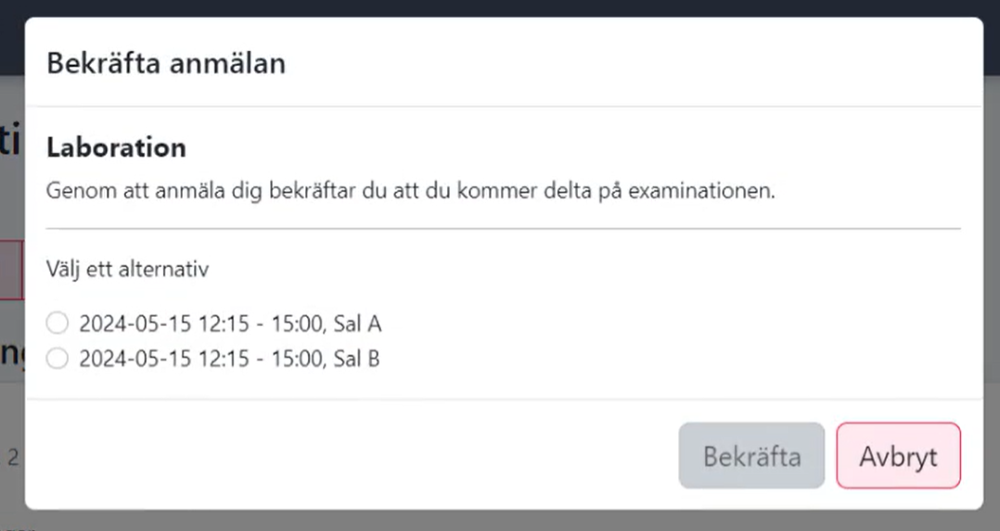 Bekräfta anmälan
Laboration
Genom att anmäla dig bekräftar du att du kommer delta på examinationen.
Välj ett alternativ
2024-05-15 12:15 - 15:00, Sal A
2024-05-15 12:15 - 15:00, Sal B
2
Bekräfta
Avbryt